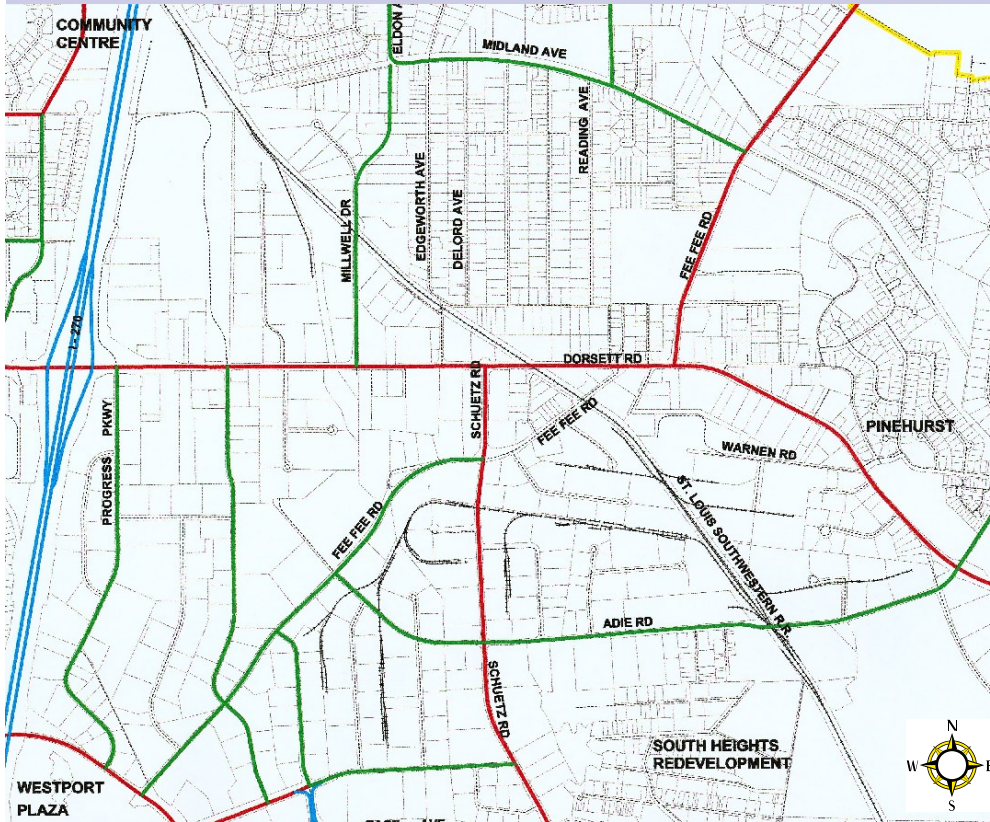 COMMUNITY
CENTRE
ELDON A
MIDLAND AVE
READING AVE
EDGEWORTH AVE
DELORD AVE
MILLWELL DR
FEE FEE RD
I-270
DORSETT RD
SCHUETZ RD
FEE FEE RD
PINEHURST
WARNEN RD
PROGRESS PKWY
FEE FEE RD
ST. LOUIS SOUTHWESTERN R.R
ADIE RD
SCHUETZ RD
SOUTH HEIGHTS
REDEVELOPMENT
WESTPORT
PLAZA
N
W
E
S
AVE